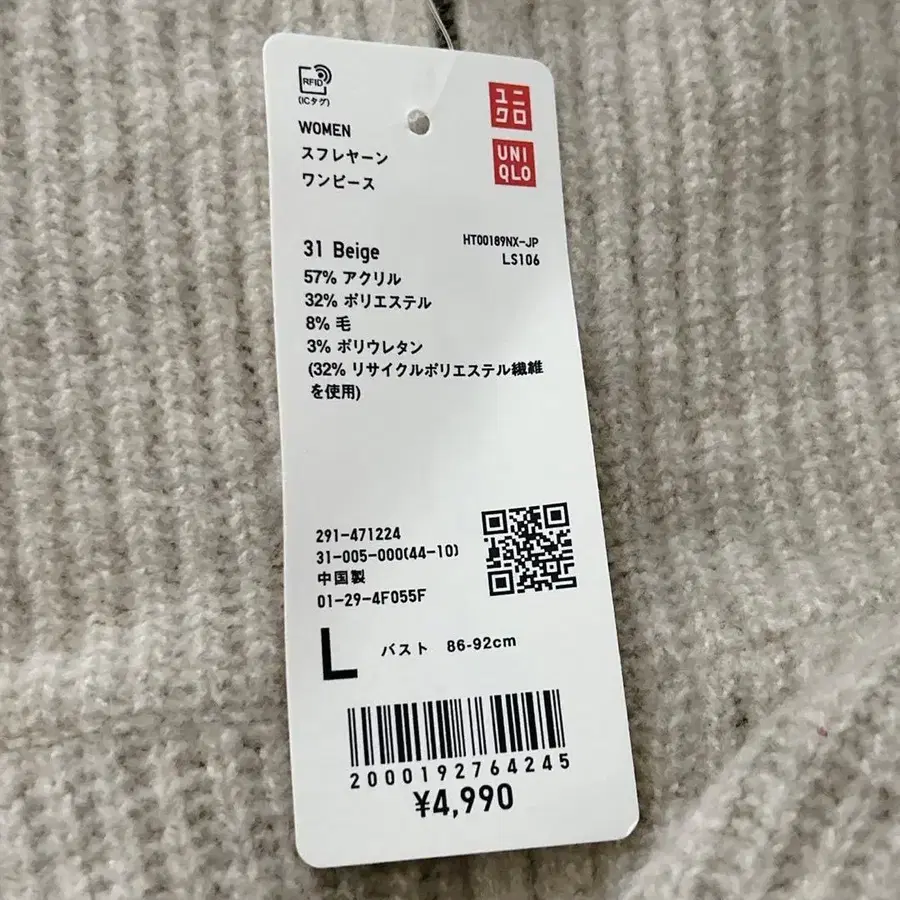 RFID
(ICタグ)
ユニ
クロ
UNI
QLO
WOMEN
スフレヤーン
ワンピース
31 Beige
HT00189NX-JP
LS106
57% アクリル
32% ポリエステル
8% 毛
3% ポリウレタン
(32% リサイクルポリエステル繊維
を使用)
291-471224
31-005-000(44-10)
中国製
01-29-4F055F
L バスト 86-92cm
2000192764245
¥4,990